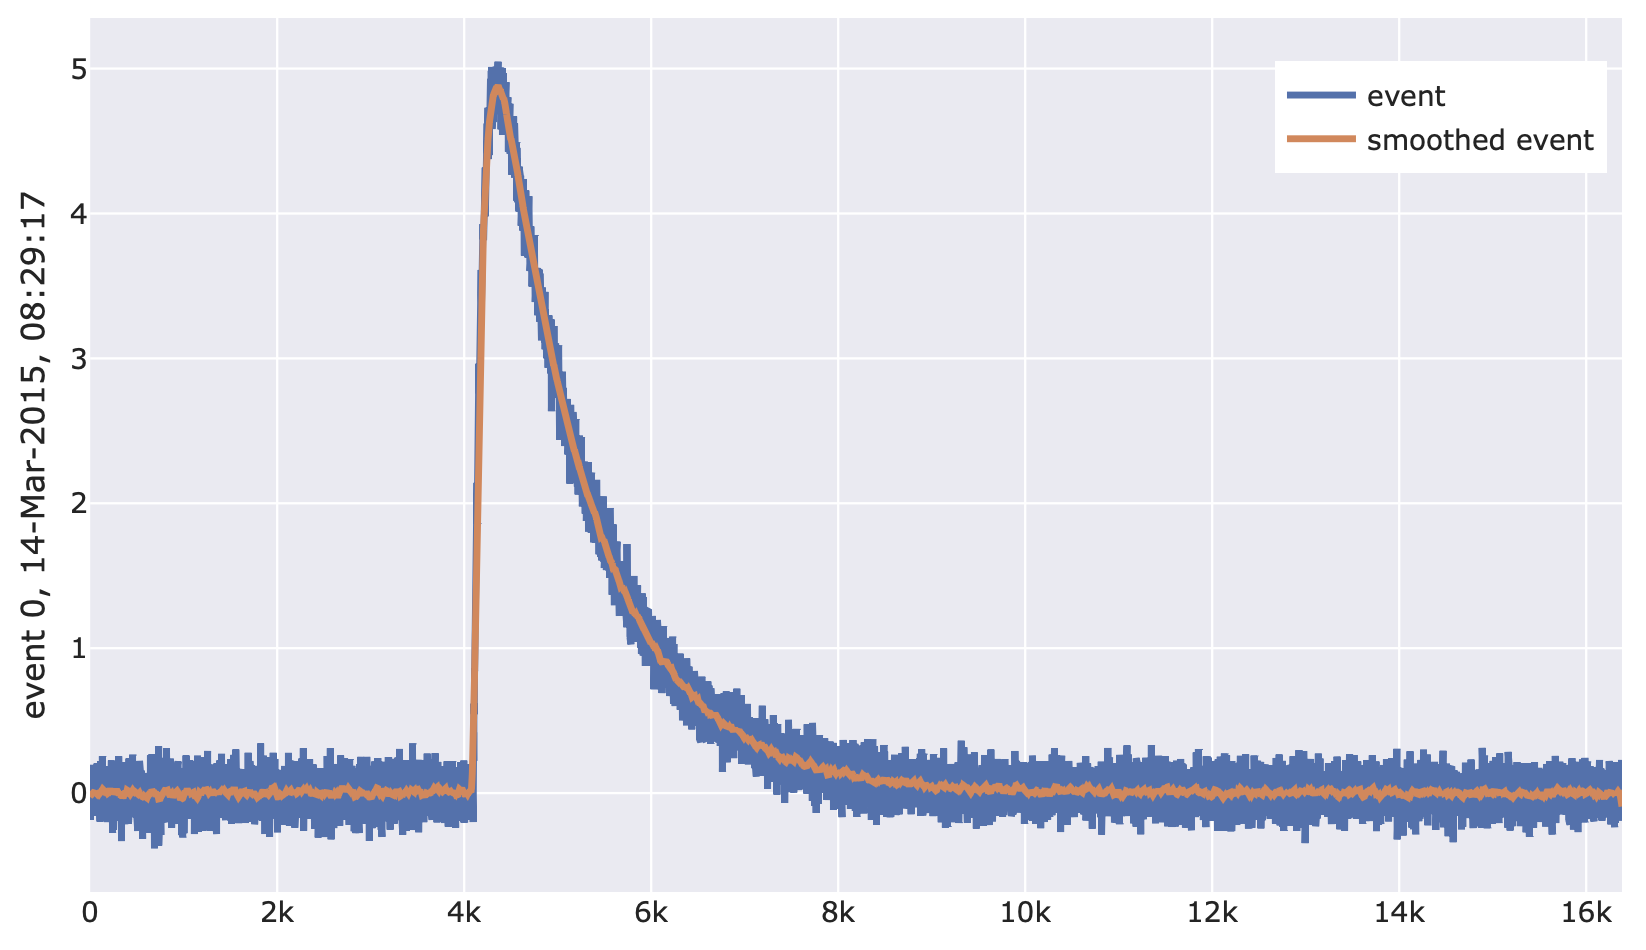 event 0, 14-Mar-2015, 08:29:17
5
4
3
2
1
0
0
2k
4k
6k
8k
10k
12k
14k
16k
event
smoothed event